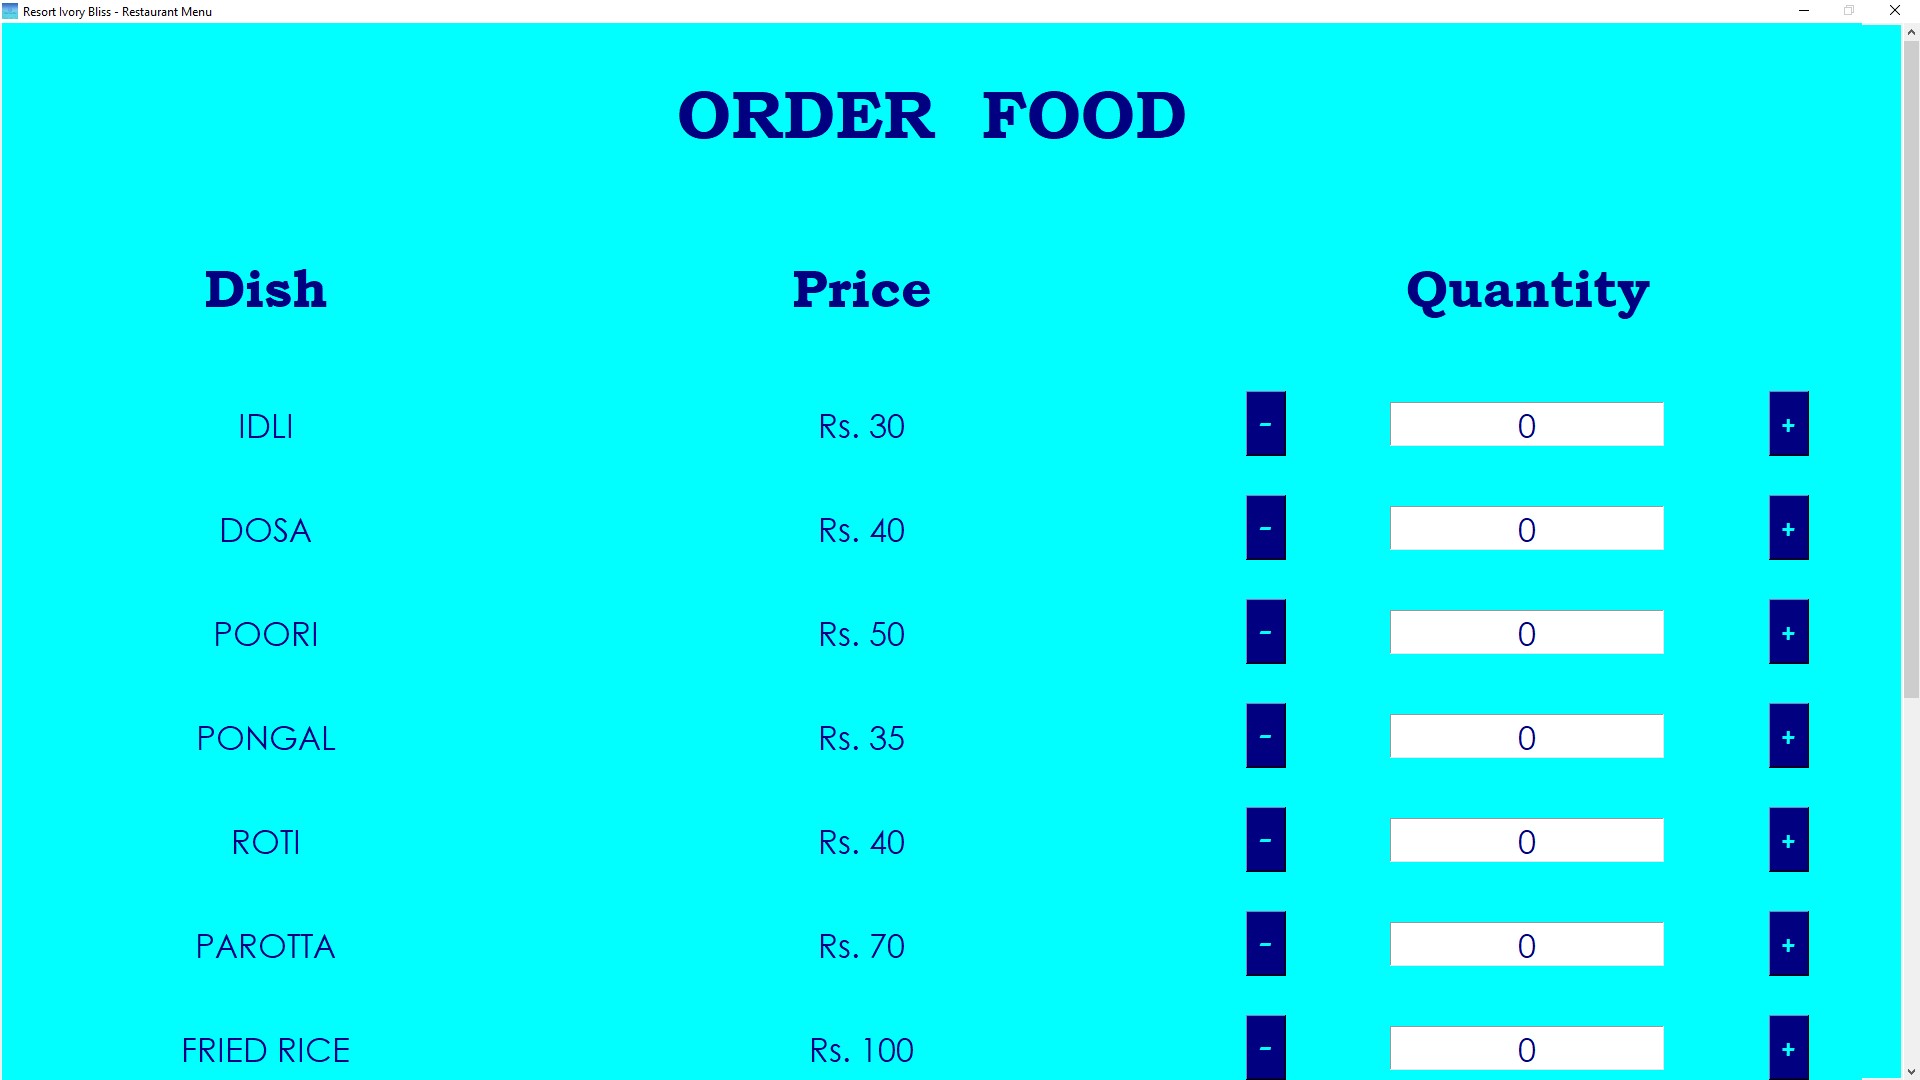 Resort Ivory Bliss - Restaurant Menu
ORDER FOOD
Dish Price Quantity
IDLI Rs. 30 - 0 +
DOSA Rs. 40 - 0 +
POORI Rs. 50 - 0 +
PONGAL Rs. 35 - 0 +
ROTI Rs. 40 - 0 +
PAROTTA Rs. 70 - 0 +
FRIED RICE Rs. 100 - 0 +